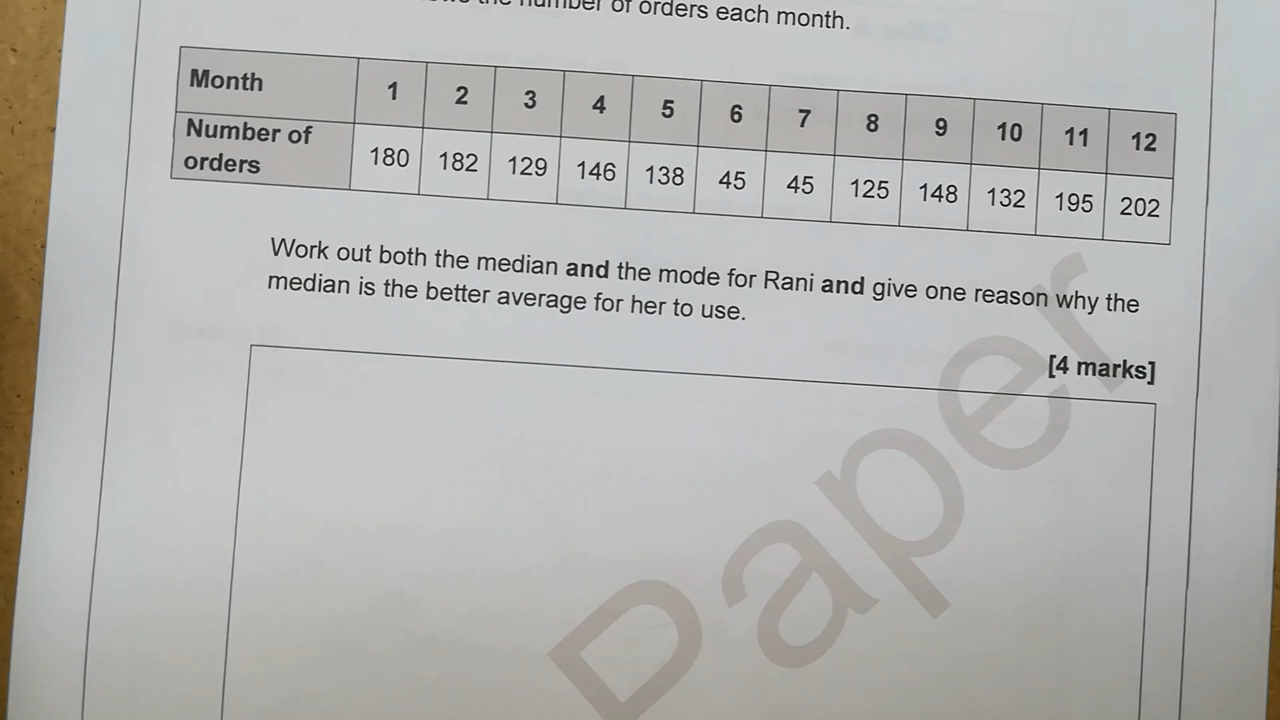 number of orders each month.
Month 1 2 3 4 5 6 7 8 9 10 11 12
Number of
orders 180 182 129 146 138 45 45 125 148 132 195 202
Work out both the median and the mode for Rani and give one reason why the
median is the better average for her to use.
[4 marks]
Paper